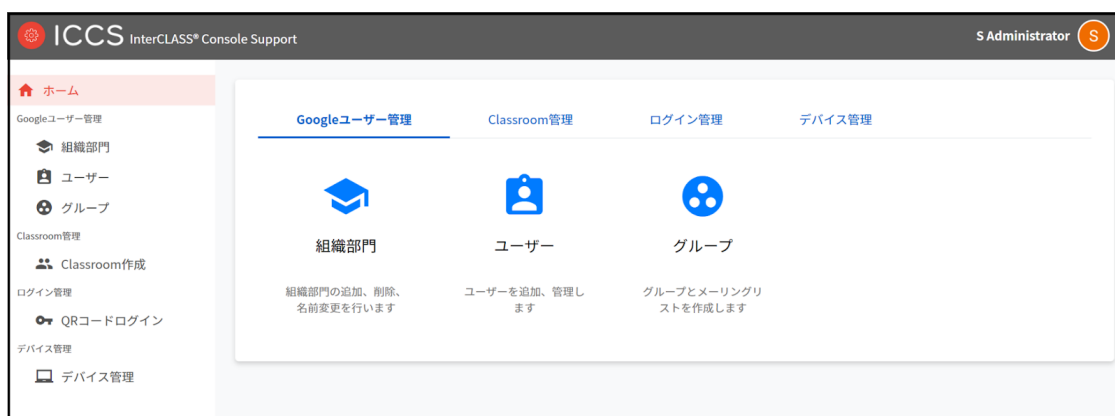 ICCS InterCLASS® Console Support
S Administrator
S
ホーム
Googleユーザー管理
組織部門
ユーザー
グループ
Classroom管理
Classroom作成
ログイン管理
QRコードログイン
デバイス管理
デバイス管理
Googleユーザー管理 Classroom管理 ログイン管理 デバイス管理
組織部門
組織部門の追加、削除、
名前変更を行います
ユーザー
ユーザーを追加、管理し
ます
グループ
グループとメーリングリ
ストを作成します